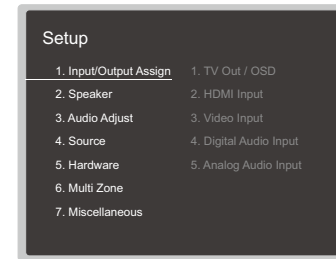 Setup
1. Input/Output Assign
2. Speaker
3. Audio Adjust
4. Source
5. Hardware
6. Multi Zone
7. Miscellaneous
1. TV Out / OSD
2. HDMI Input
3. Video Input
4. Digital Audio Input
5. Analog Audio Input